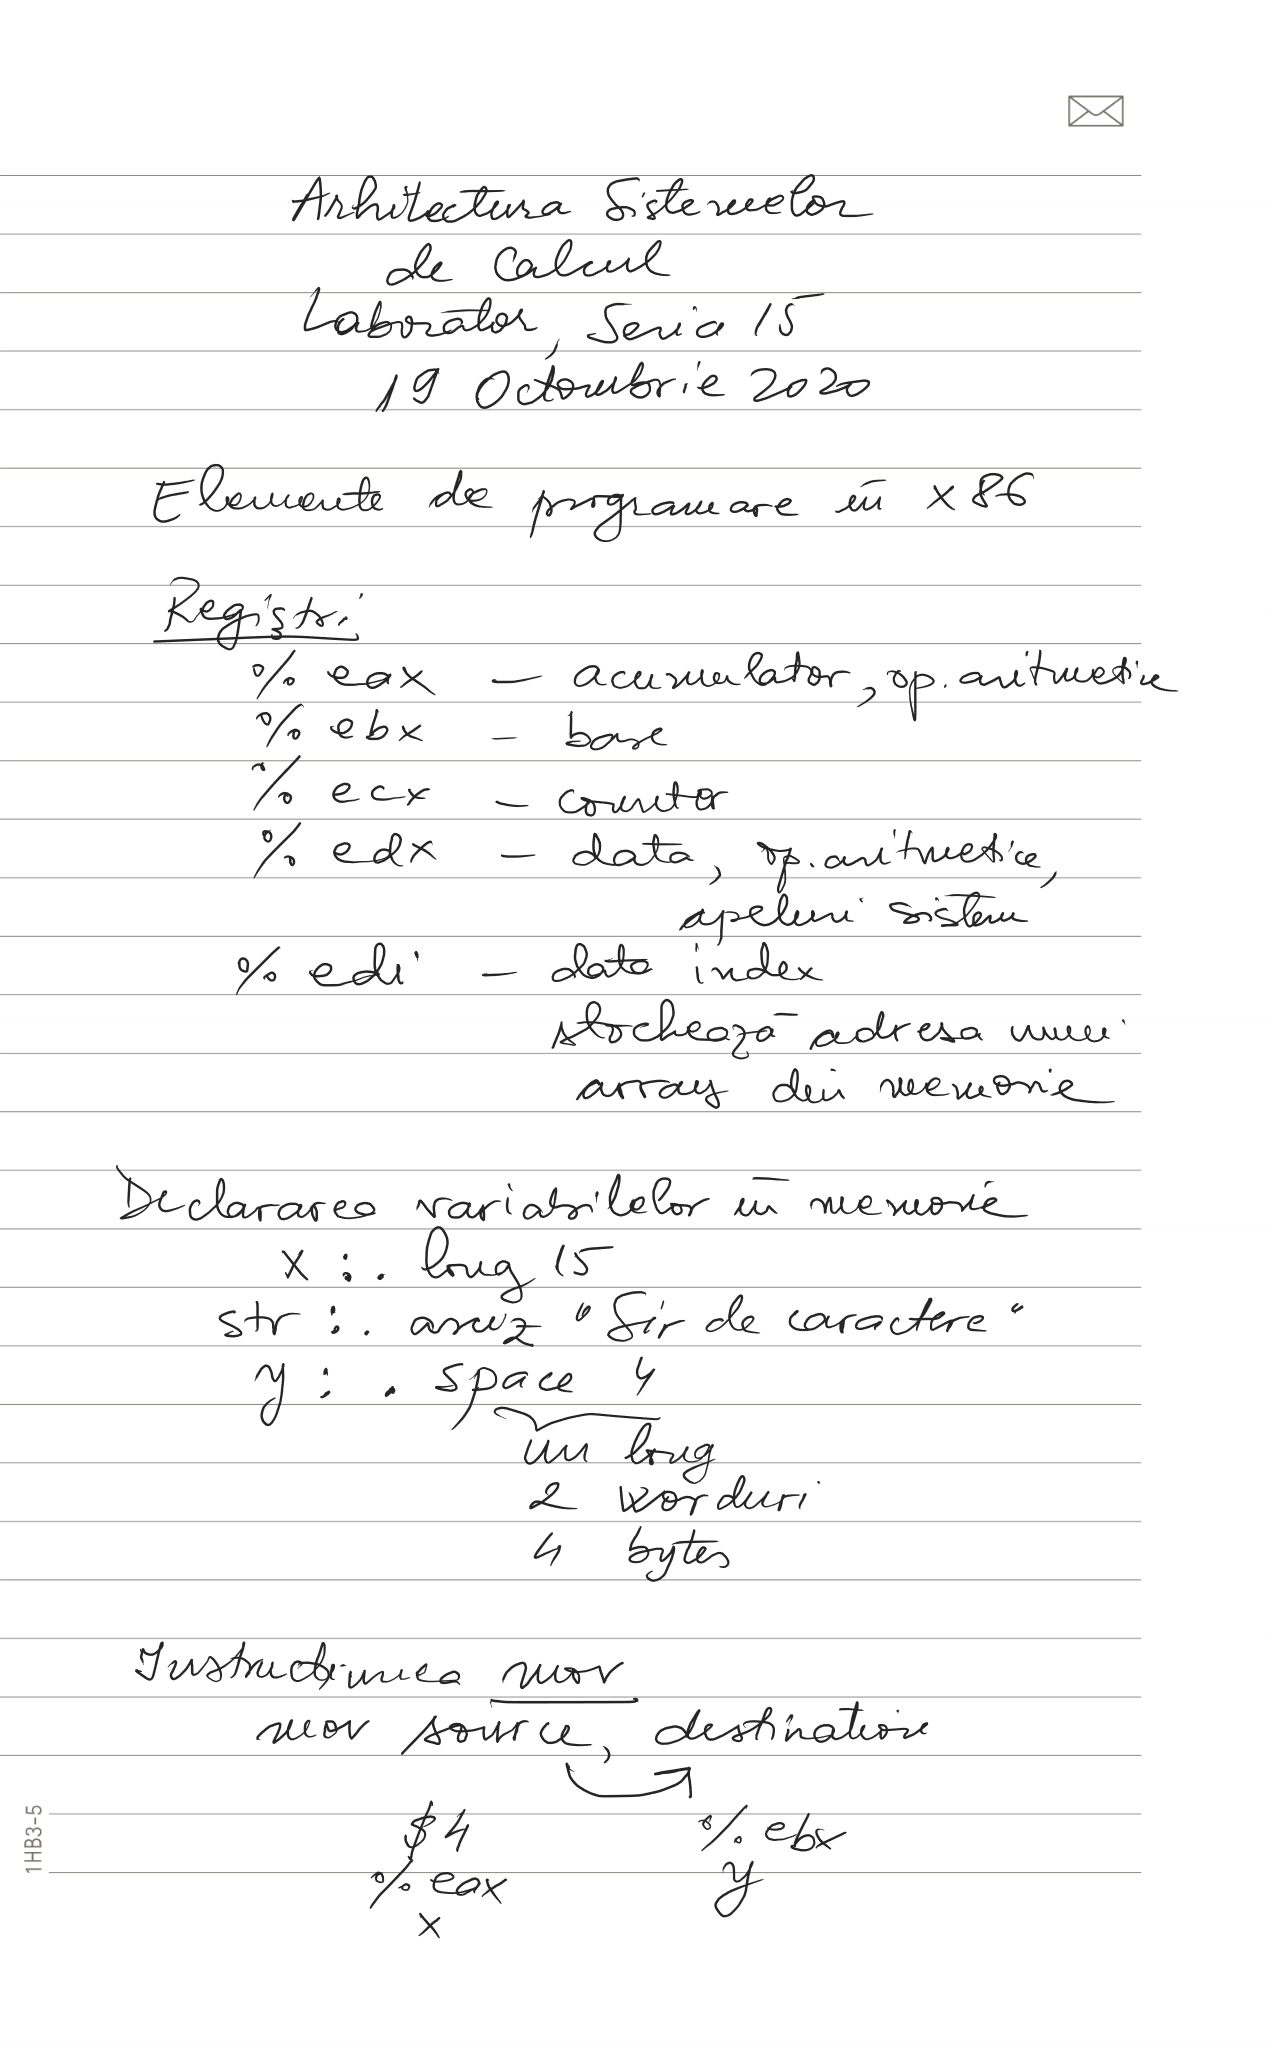 Arhitectura Sistemelor
de Calcul
Laborator, Seria 15
19 Octombrie 2020
Elemente de programare în x86
Registri
% eax — acumulator, op. aritmetice
% ebx — base
% ecx — countor
% edx — data, op. aritmetice,
apeluri sistem
% edi — data index
stochează adresa unui
array din memorie
Declararea variabilelor în memorie
x : . long 15
str : . asciz "Sir de caractere"
y : . space 4
un long
2 worduri
4 bytes
Instrucțiunea mov
mov source, destination
$4 % ebx
% eax y
x
1HB3-5